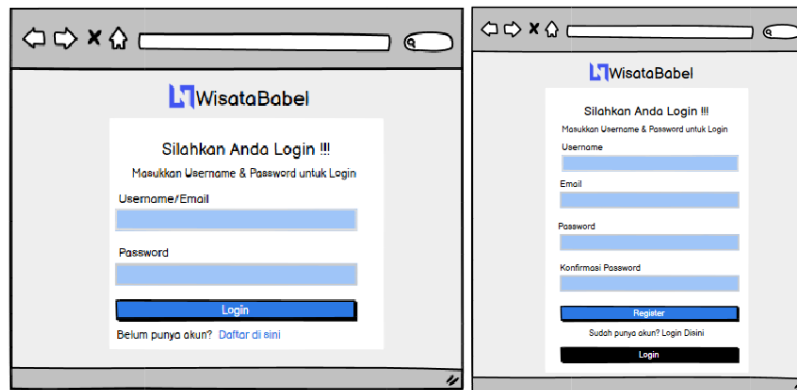 WisataBabel
Silahkan Anda Login !!!
Masukkan Username & Password untuk Login
Username/Email
Password
Login
Belum punya akun? Daftar di sini
WisataBabel
Silahkan Anda Login !!!
Masukkan Username & Password untuk Login
Username
Email
Password
Konfirmasi Password
Register
Sudah punya akun? Login Disini
Login